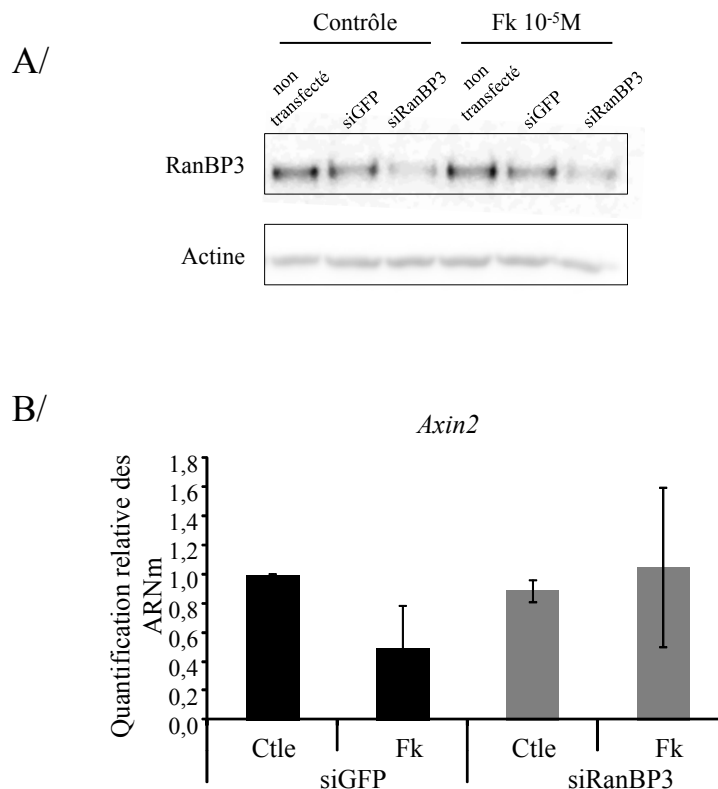 A/
Contrôle
Fk 10-5M
non
transfecté
siGFP
siRanBP3
non
transfecté
siGFP
siRanBP3
RanBP3
Actine
B/
Axin2
Quantification relative des
ARNm
1,8
1,6
1,4
1,2
1,0
0,8
0,6
0,4
0,2
0,0
Ctle
Fk
Ctle
Fk
siGFP
siRanBP3